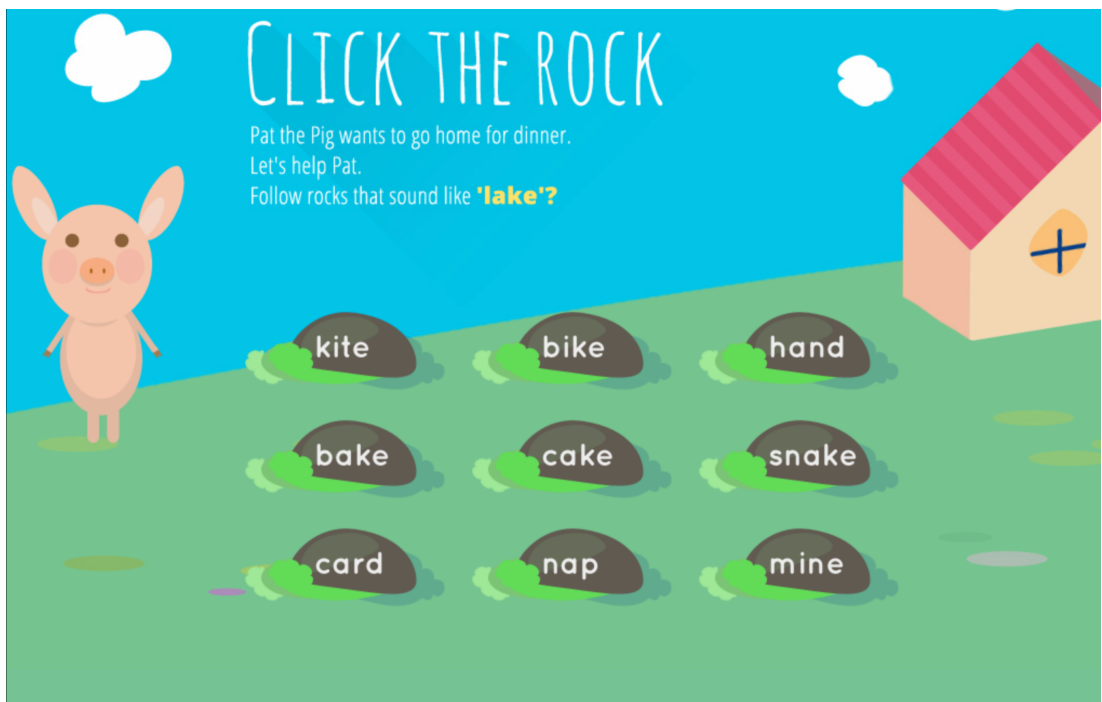 CLICK THE ROCK
Pat the Pig wants to go home for dinner.
Let's help Pat.
Follow rocks that sound like 'lake'?
kite bike hand
bake cake snake
card nap mine